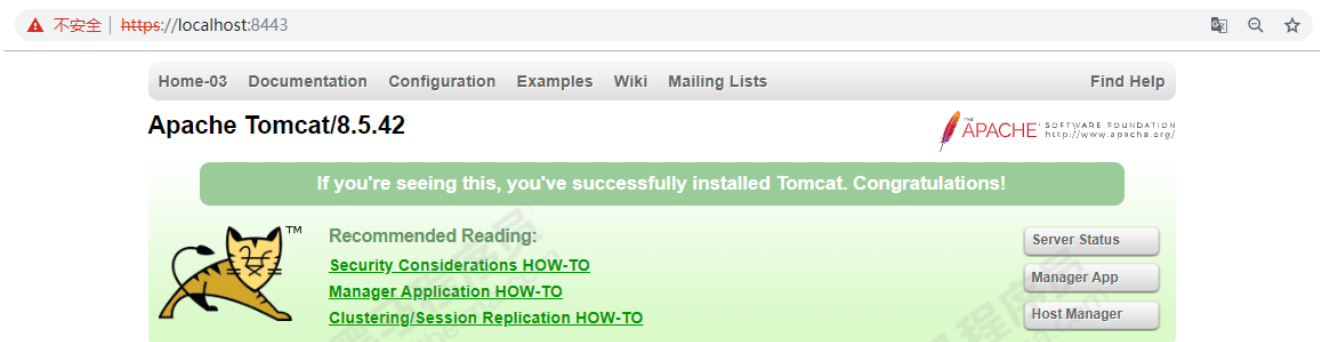 不安全 | https://localhost:8443
Home-03 Documentation Configuration Examples Wiki Mailing Lists Find Help
Apache Tomcat/8.5.42
THE
APACHE SOFTWARE FOUNDATION
http://www.apache.org/
If you're seeing this, you've successfully installed Tomcat. Congratulations!
TM
Recommended Reading:
Security Considerations HOW-TO
Manager Application HOW-TO
Clustering/Session Replication HOW-TO
Server Status
Manager App
Host Manager